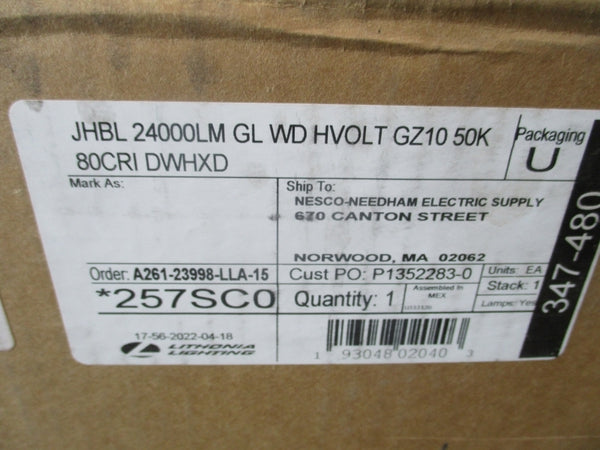 JHBL 24000LM GL WD HVOLT GZ10 50K
80CRI DWHXD
Packaging
U
Mark As:
Ship To:
NESCO-NEEDHAM ELECTRIC SUPPLY
670 CANTON STREET
NORWOOD, MA 02062
Order: A261-23998-LLA-15
Cust PO: P1352283-0
Units: EA
*257SC0
Quantity: 1
Assembled In
MEX
Stack: 1
Lamps: Yes
347-480
17-56-2022-04-18
LITHONIA
LIGHTING
1 93048 02040 3